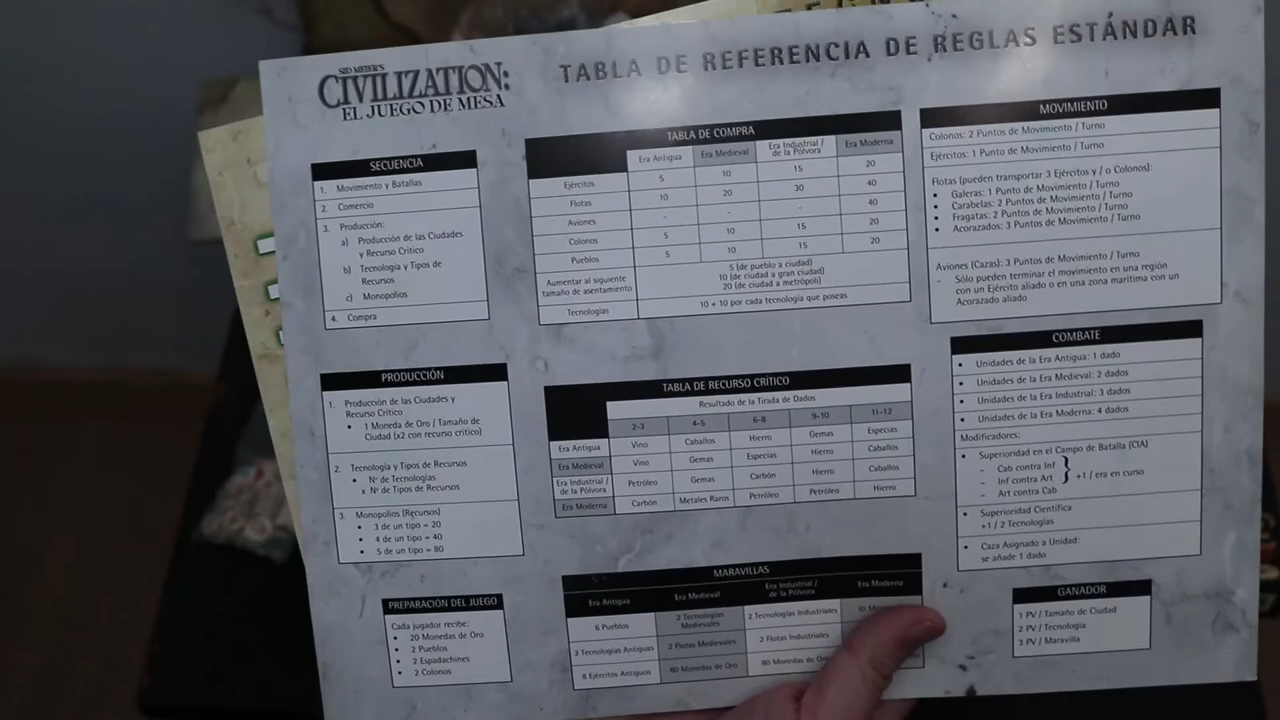 SID MEIER'S
CIVILIZATION:
EL JUEGO DE MESA
TABLA DE REFERENCIA DE REGLAS ESTÁNDAR
SECUENCIA
1. Movimiento y Batallas
2. Comercio
3. Producción:
a) Producción de las Ciudades
y Recurso Crítico
b) Tecnología y Tipos de
Recursos
c) Monopolios
4. Compra
PRODUCCIÓN
1. Producción de las Ciudades y
Recurso Crítico
• 1 Moneda de Oro / Tamaño de
Ciudad (x2 con recurso crítico)
2. Tecnología y Tipos de Recursos
• Nº de Tecnologías
x Nº de Tipos de Recursos
3. Monopolios (Recursos)
• 3 de un tipo = 20
• 4 de un tipo = 40
• 5 de un tipo = 80
PREPARACIÓN DEL JUEGO
Cada jugador recibe:
• 20 Monedas de Oro
• 2 Pueblos
• 2 Espadachines
• 2 Colonos
TABLA DE COMPRA
Era Antigua Era Medieval Era Industrial / de la Pólvora Era Moderna
Ejércitos 5 10 15 20
Flotas 10 20 30 40
Aviones - - - 40
Colonos 5 10 15 20
Pueblos 5 10 15 20
Aumentar al siguiente
tamaño de asentamiento
5 (de pueblo a ciudad)
10 (de ciudad a gran ciudad)
20 (de ciudad a metrópoli)
Tecnologías 10 + 10 por cada tecnología que poseas
TABLA DE RECURSO CRÍTICO
Resultado de la Tirada de Dados
2-3 4-5 6-8 9-10 11-12
Era Antigua Vino Caballos Hierro Gemas Especias
Era Medieval Vino Gemas Especias Hierro Caballos
Era Industrial / de la Pólvora Petróleo Gemas Carbón Hierro Caballos
Era Moderna Carbón Metales Raros Petróleo Petróleo Hierro
MARAVILLAS
Era Antigua Era Medieval Era Industrial / de la Pólvora Era Moderna
6 Pueblos 2 Tecnologías Medievales 2 Tecnologías Industriales 10
2 Tecnologías Antiguas 2 Flotas Medievales 2 Flotas Industriales
8 Ejércitos Antiguos 60 Monedas de Oro 80 Monedas de Oro
MOVIMIENTO
Colonos: 2 Puntos de Movimiento / Turno
Ejércitos: 1 Punto de Movimiento / Turno
Flotas (pueden transportar 3 Ejércitos y / o Colonos):
• Galeras: 1 Punto de Movimiento / Turno
• Carabelas: 2 Puntos de Movimiento / Turno
• Fragatas: 2 Puntos de Movimiento / Turno
• Acorazados: 3 Puntos de Movimiento / Turno
Aviones (Cazas): 3 Puntos de Movimiento / Turno
- Sólo pueden terminar el movimiento en una región
con un Ejército aliado o en una zona marítima con un
Acorazado aliado
COMBATE
• Unidades de la Era Antigua: 1 dado
• Unidades de la Era Medieval: 2 dados
• Unidades de la Era Industrial: 3 dados
• Unidades de la Era Moderna: 4 dados
Modificadores:
• Superioridad en el Campo de Batalla (CIA)
- Cab contra Inf
- Inf contra Art } +1 / era en curso
- Art contra Cab
• Superioridad Científica
+1 / 2 Tecnologías
• Caza Asignado a Unidad:
se añade 1 dado
GANADOR
1 PV / Tamaño de Ciudad
2 PV / Tecnología
3 PV / Maravilla